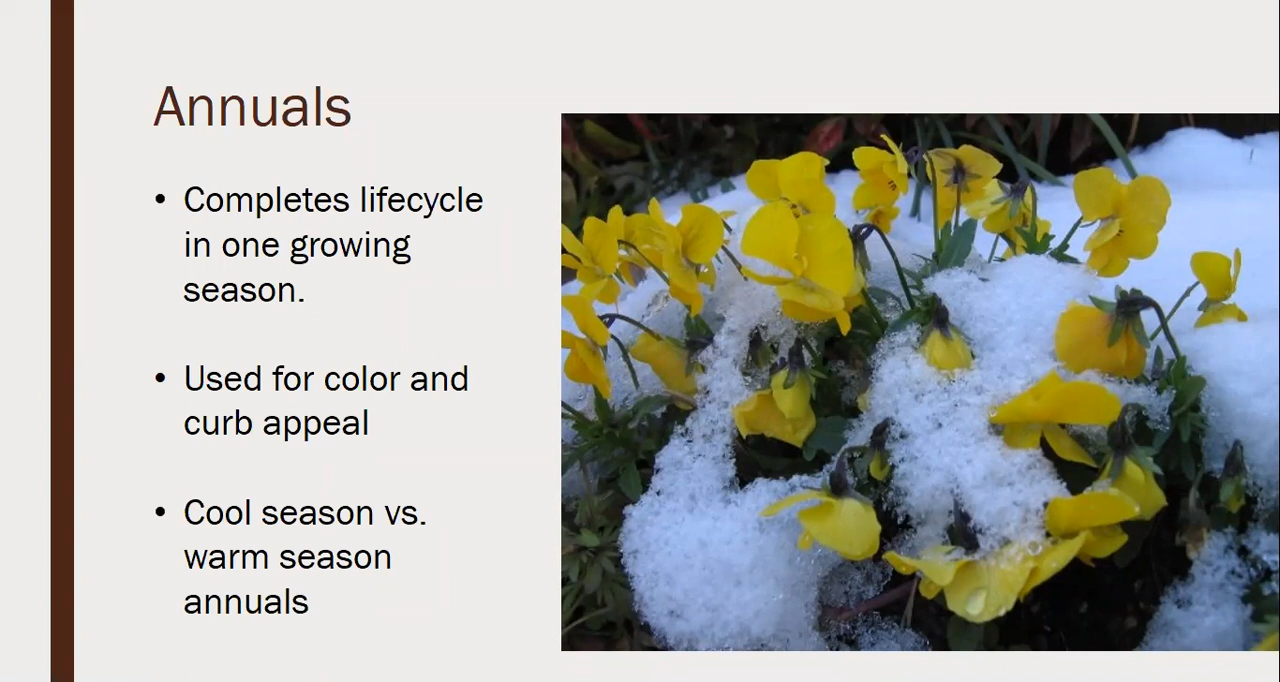 Annuals
• Completes lifecycle
in one growing
season.
• Used for color and
curb appeal
• Cool season vs.
warm season
annuals